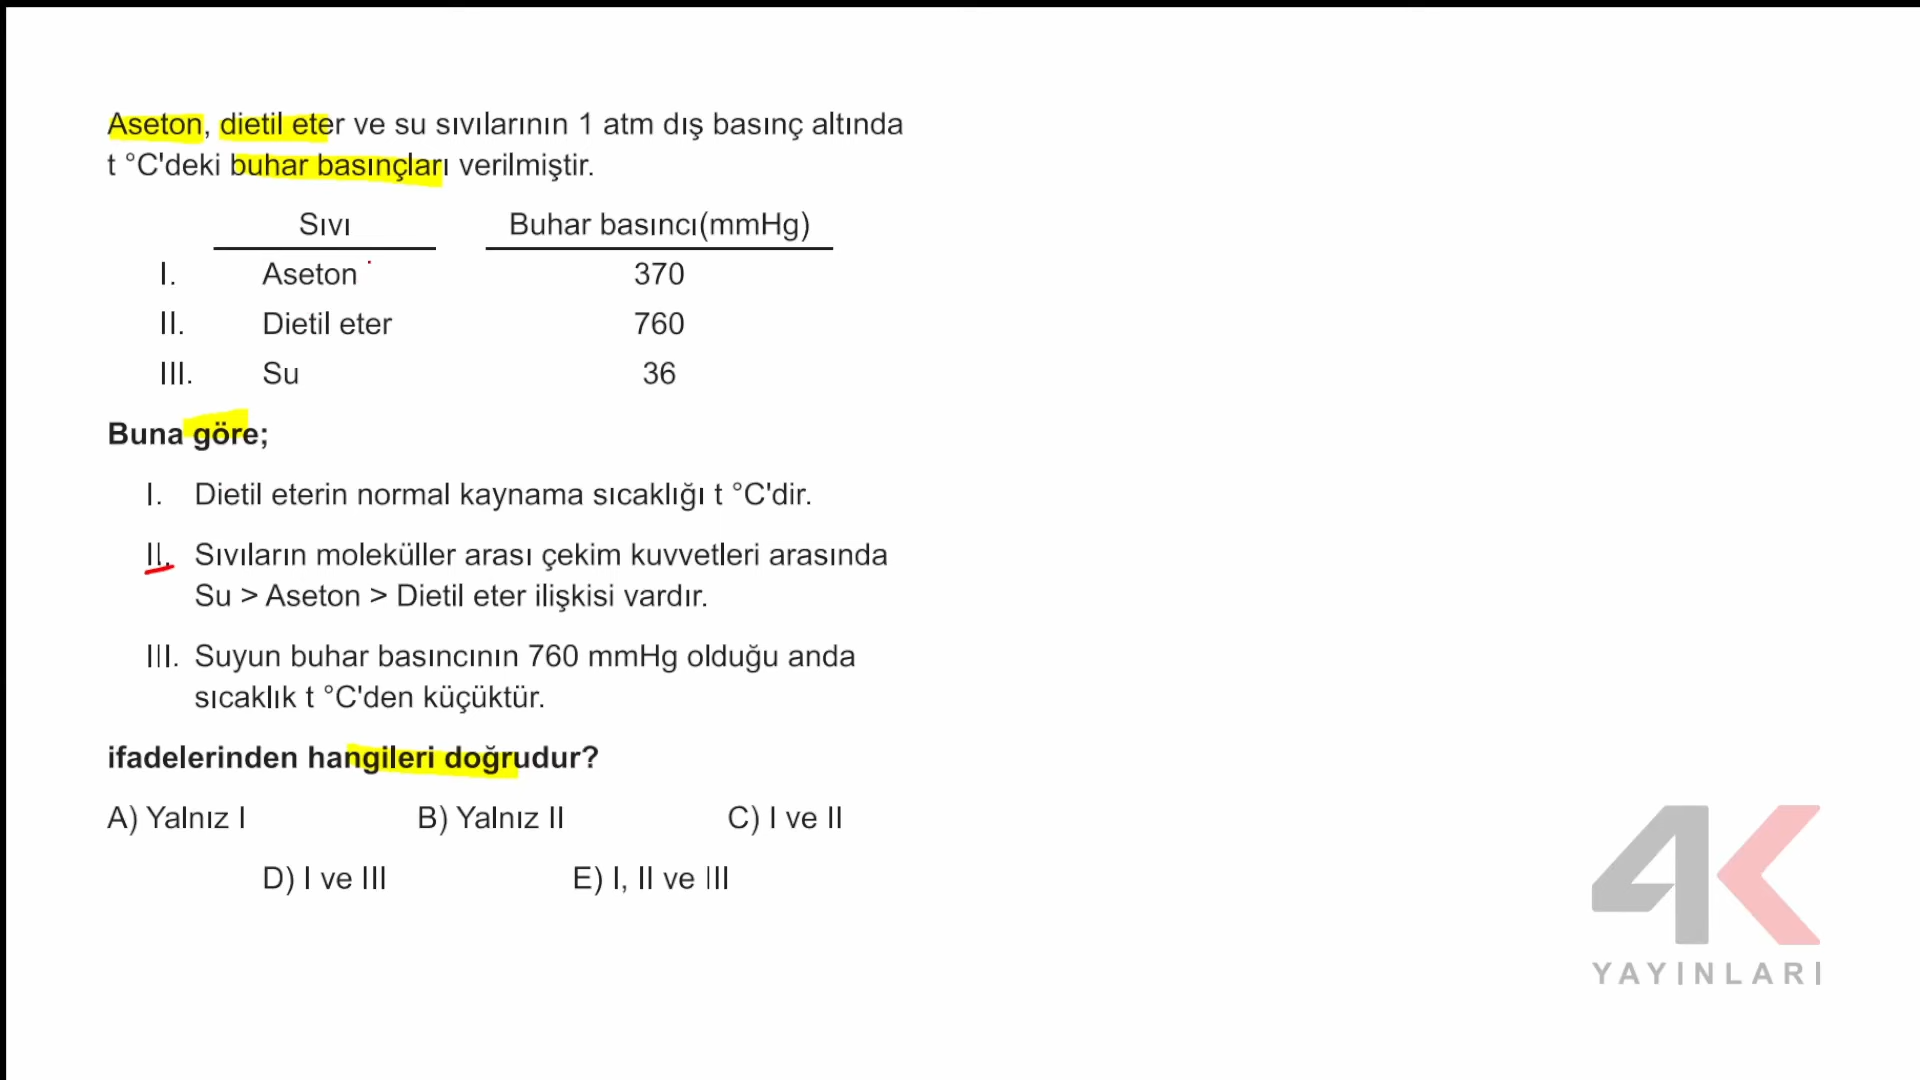 Aseton, dietil eter ve su sıvılarının 1 atm dış basınç altında
t °C'deki buhar basınçları verilmiştir.
Sıvı Buhar basıncı(mmHg)
I. Aseton 370
II. Dietil eter 760
III. Su 36
Buna göre;
I. Dietil eterin normal kaynama sıcaklığı t °C'dir.
II. Sıvıların moleküller arası çekim kuvvetleri arasında
Su > Aseton > Dietil eter ilişkisi vardır.
III. Suyun buhar basıncının 760 mmHg olduğu anda
sıcaklık t °C'den küçüktür.
ifadelerinden hangileri doğrudur?
A) Yalnız I B) Yalnız II C) I ve II
D) I ve III E) I, II ve III
4K
YAYINLARI